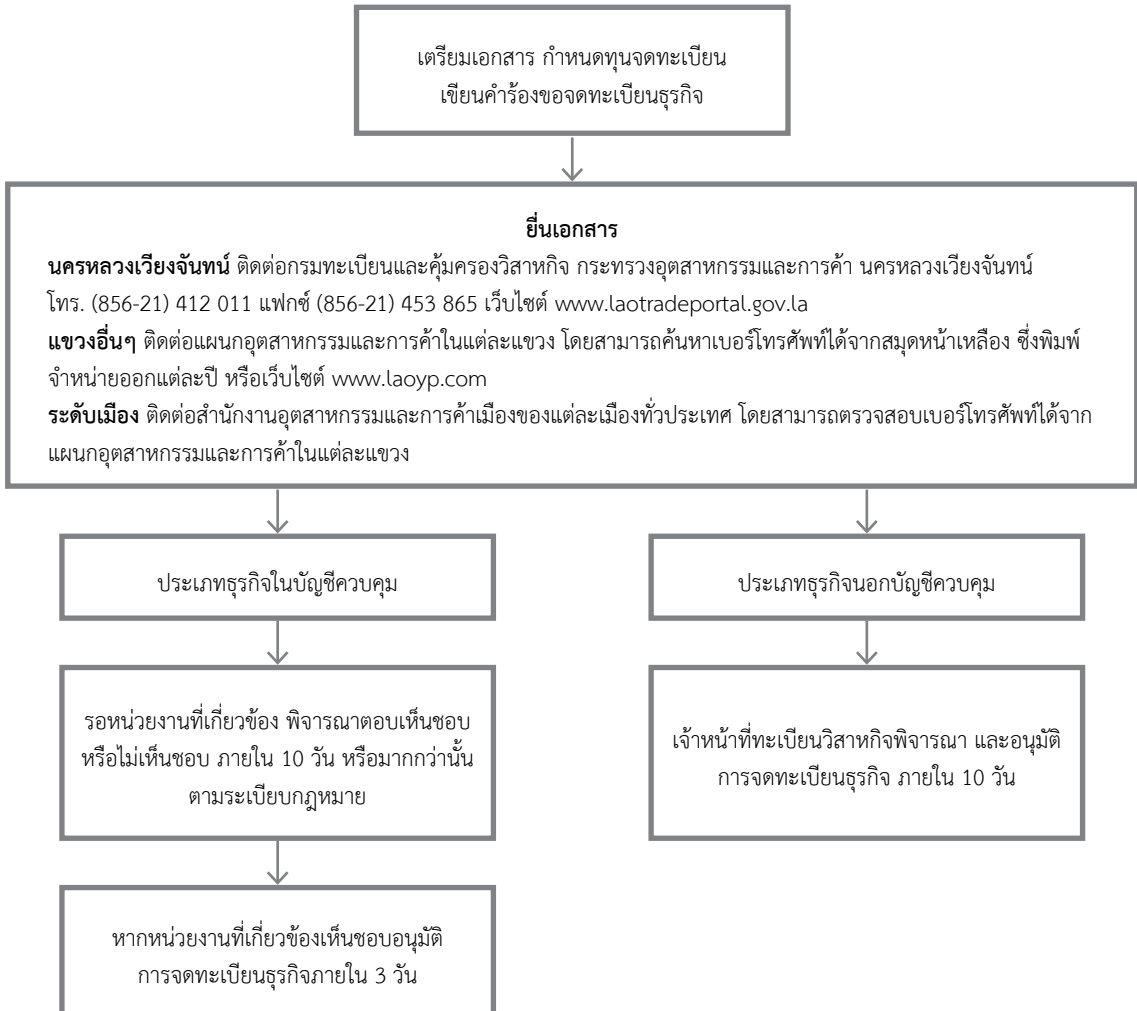 เตรียมเอกสาร กำหนดทุนจดทะเบียน
เขียนคำร้องขอจดทะเบียนธุรกิจ
ยื่นเอกสาร
นครหลวงเวียงจันทน์ ติดต่อกรมทะเบียนและคุ้มครองวิสาหกิจ กระทรวงอุตสาหกรรมและการค้า นครหลวงเวียงจันทน์
โทร. (856-21) 412 011 แฟกซ์ (856-21) 453 865 เว็บไซต์ www.laotradeportal.gov.la
แขวงอื่นๆ ติดต่อแผนกอุตสาหกรรมและการค้าในแต่ละแขวง โดยสามารถค้นหาเบอร์โทรศัพท์ได้จากสมุดหน้าเหลือง ซึ่งพิมพ์
จำหน่ายออกแต่ละปี หรือเว็บไซต์ www.laoyp.com
ระดับเมือง ติดต่อสำนักงานอุตสาหกรรมและการค้าเมืองของแต่ละเมืองทั่วประเทศ โดยสามารถตรวจสอบเบอร์โทรศัพท์ได้จาก
แผนกอุตสาหกรรมและการค้าในแต่ละแขวง
ประเภทธุรกิจในบัญชีควบคุม
รอหน่วยงานที่เกี่ยวข้อง พิจารณาตอบเห็นชอบ
หรือไม่เห็นชอบ ภายใน 10 วัน หรือมากกว่านั้น
ตามระเบียบกฎหมาย
หากหน่วยงานที่เกี่ยวข้องเห็นชอบอนุมัติ
การจดทะเบียนธุรกิจภายใน 3 วัน
ประเภทธุรกิจนอกบัญชีควบคุม
เจ้าหน้าที่ทะเบียนวิสาหกิจพิจารณา และอนุมัติ
การจดทะเบียนธุรกิจ ภายใน 10 วัน